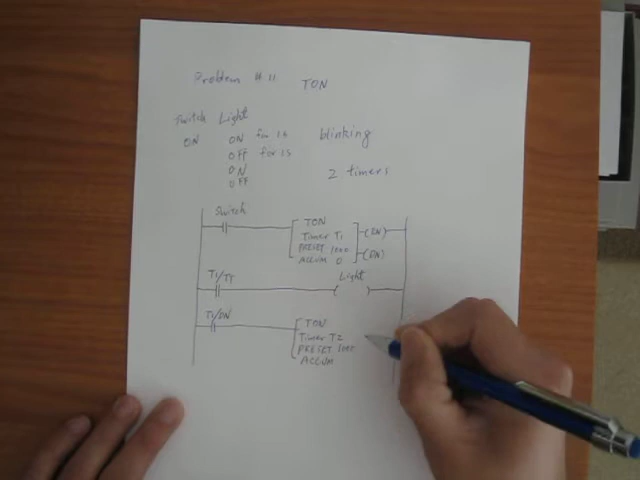 Problem #11 TON
Switch Light
ON ON for 1s blinking
OFF for 1s
ON 2 timers
OFF
Switch
TON
Timer T1 (EN)
PRESET 1000
ACCUM 0 (DN)
T1/TT Light
T1/DN
TON
Timer T2
PRESET 1000
ACCUM